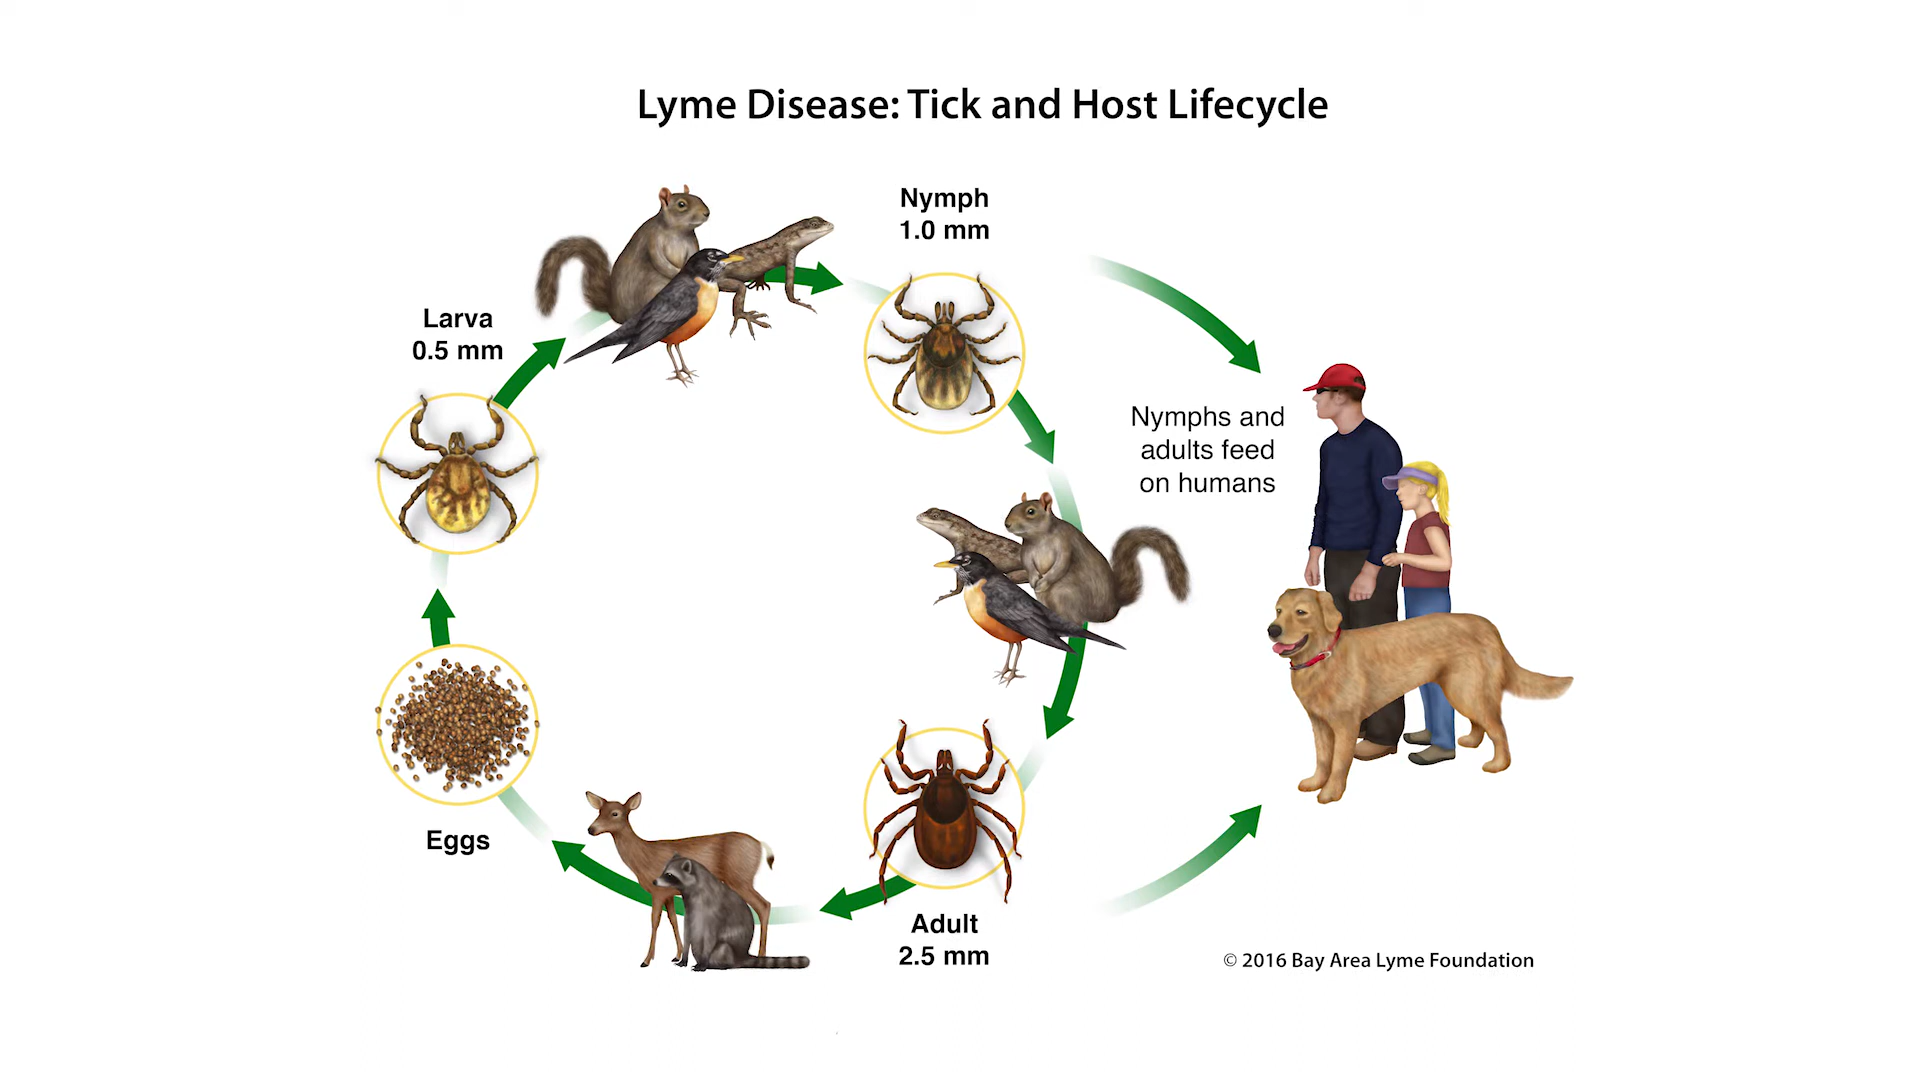 Lyme Disease: Tick and Host Lifecycle
Nymph
1.0 mm
Larva
0.5 mm
Nymphs and
adults feed
on humans
Eggs
Adult
2.5 mm
© 2016 Bay Area Lyme Foundation